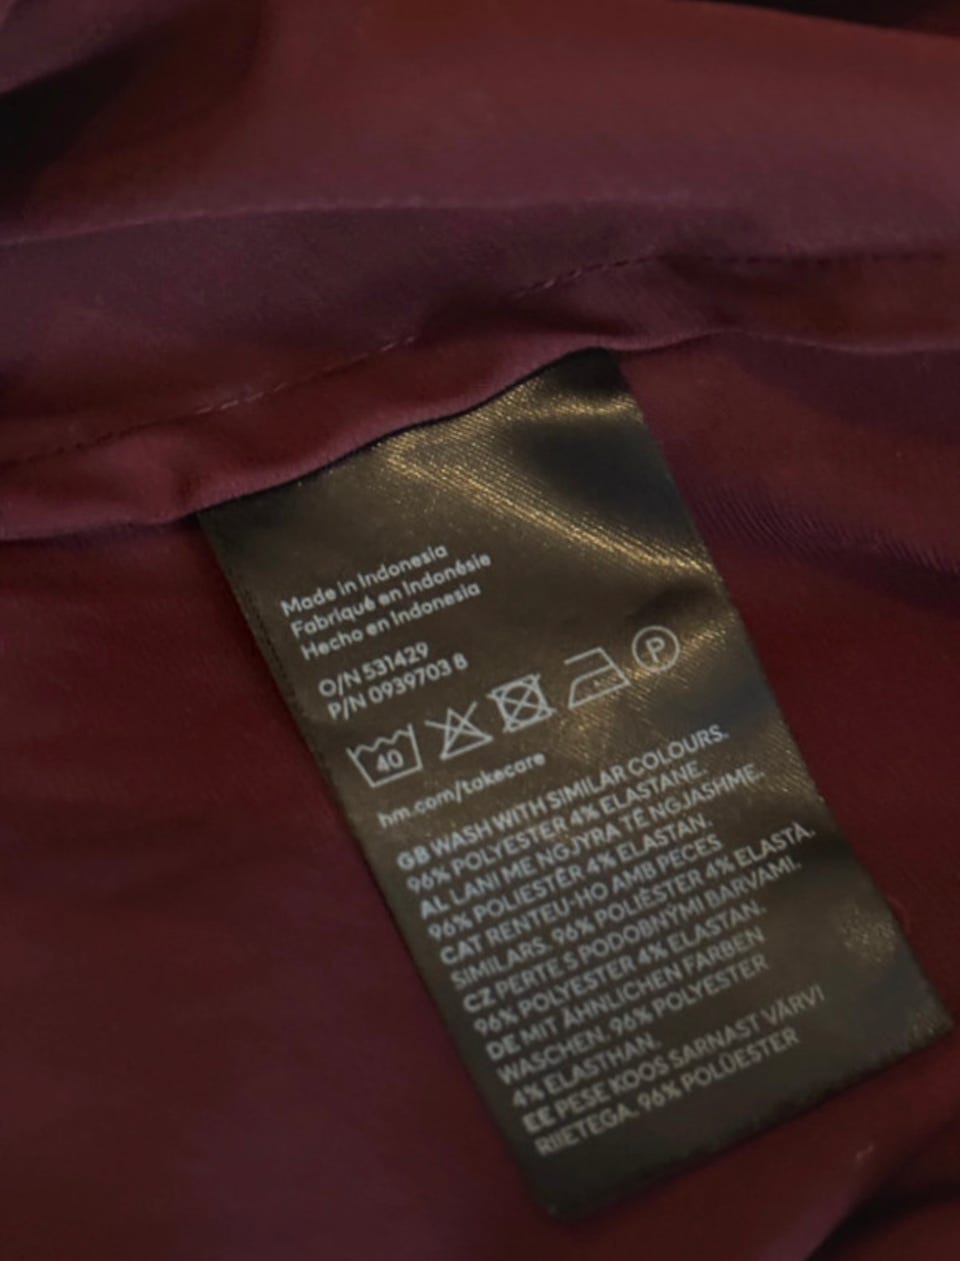 Made in Indonesia
Fabriqué en Indonésie
Hecho en Indonesia
O/N 531429
P/N 0939703 8
40
P
hm.com/takecare
GB WASH WITH SIMILAR COLOURS.
96% POLYESTER 4% ELASTANE.
AL LANI ME NGJYRA TË NGJASHME.
96% POLIESTËR 4% ELASTAN.
CAT RENTEU-HO AMB PECES
SIMILARS. 96% POLIÈSTER 4% ELASTÀ.
CZ PERTE S PODOBNÝMI BARVAMI.
96% POLYESTER 4% ELASTAN.
DE MIT ÄHNLICHEN FARBEN
WASCHEN. 96% POLYESTER
4% ELASTHAN.
EE PESE KOOS SARNAST VÄRVI
RIIETEGA. 96% POLÜESTER